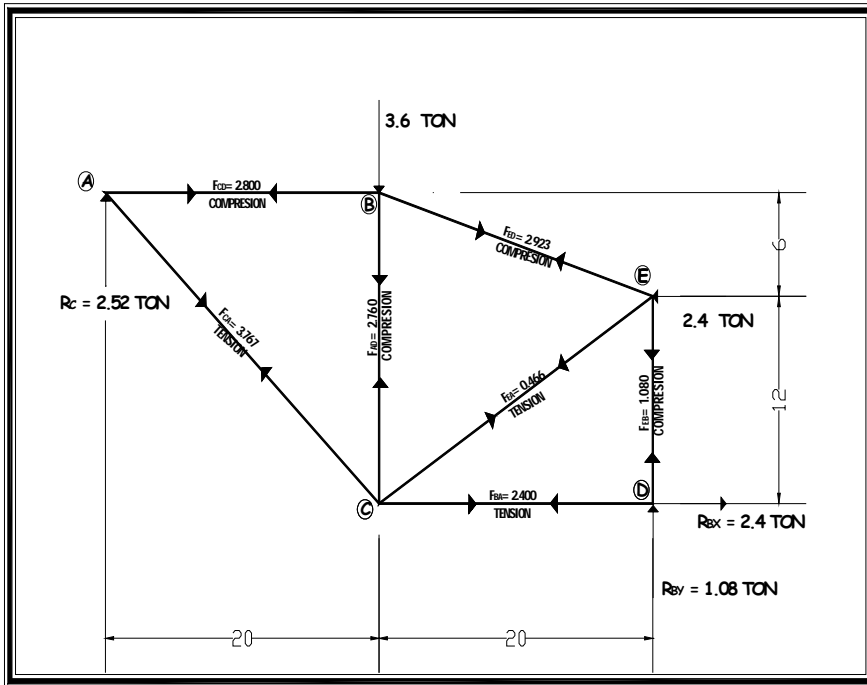 3.6 TON
A
FCD= 2.800
COMPRESION
B
FED= 2.923
COMPRESION
6
E
RC = 2.52 TON
FCA= 3.767
TENSION
FAD= 2.760
COMPRESION
2.4 TON
FEA= 0.466
TENSION
FEB= 1.080
COMPRESION
12
C
FBA= 2.400
TENSION
D
RBX = 2.4 TON
RBY = 1.08 TON
20
20